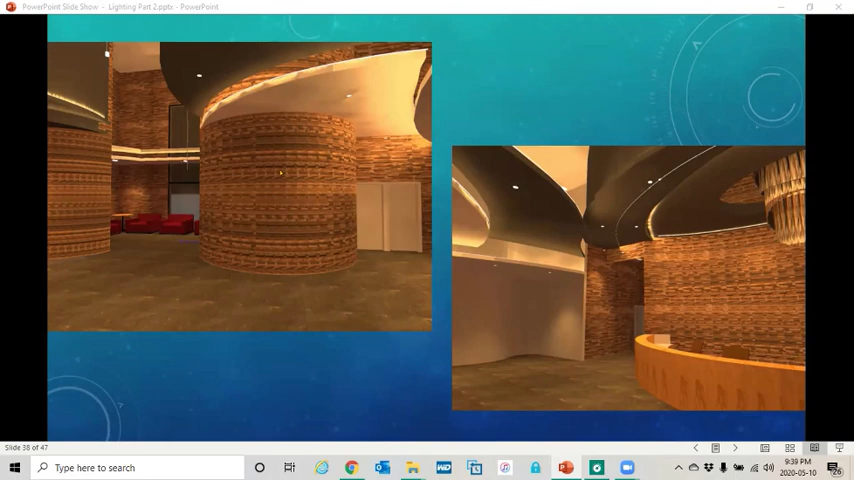 PowerPoint Slide Show - Lighting Part 2.pptx - PowerPoint
Slide 38 of 47
Type here to search
9:39 PM
2020-05-10
26